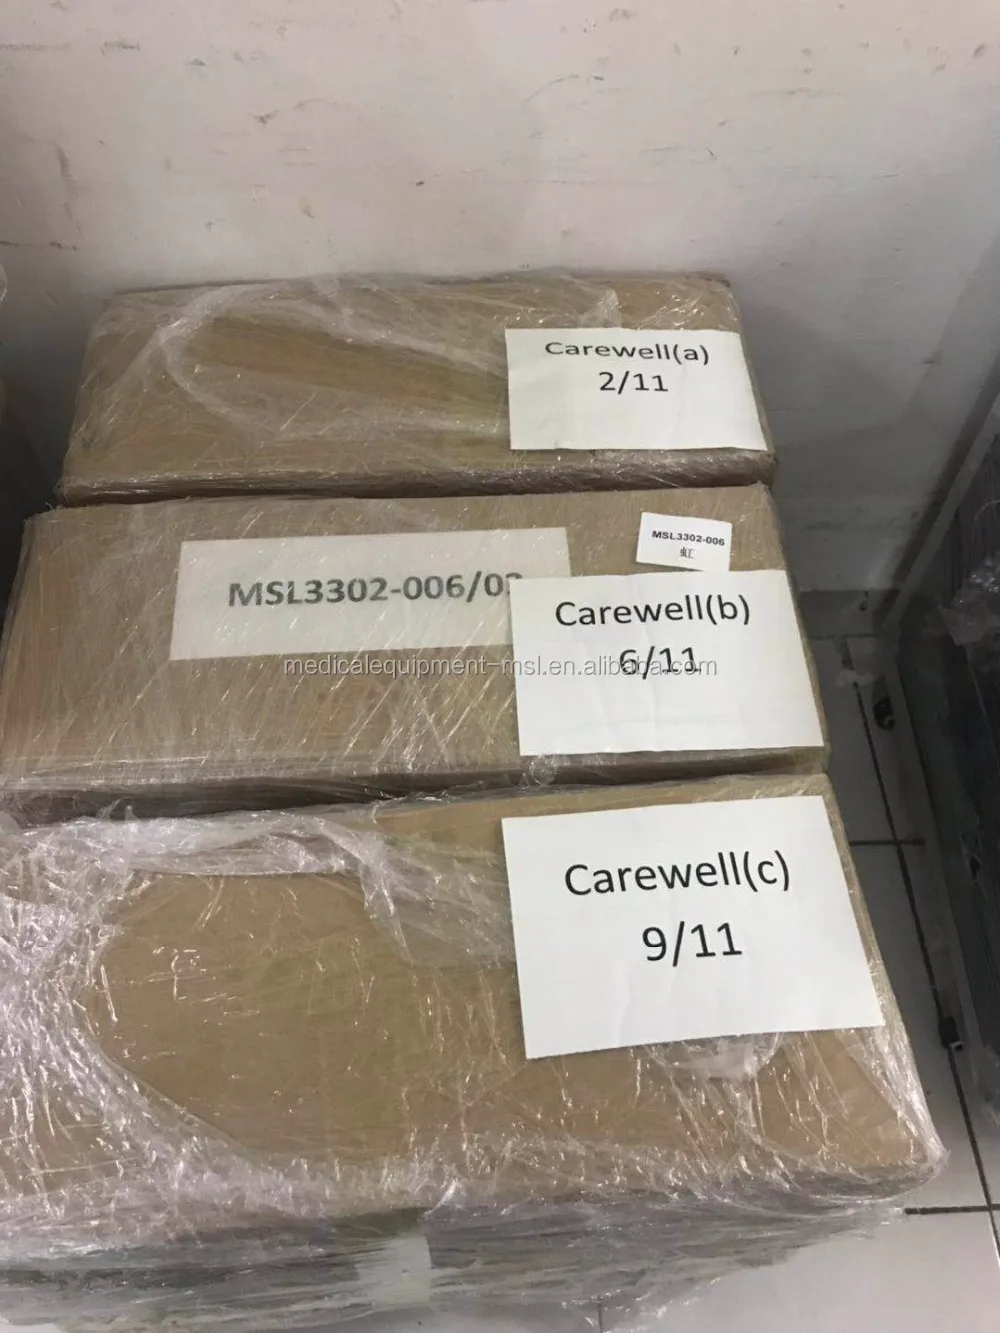 Carewell(a)
2/11
MSL3302-006
MSL3302-006/0
Carewell(b)
6/11
medicalequipment-msl.en.alibaba.com
Carewell(c)
9/11